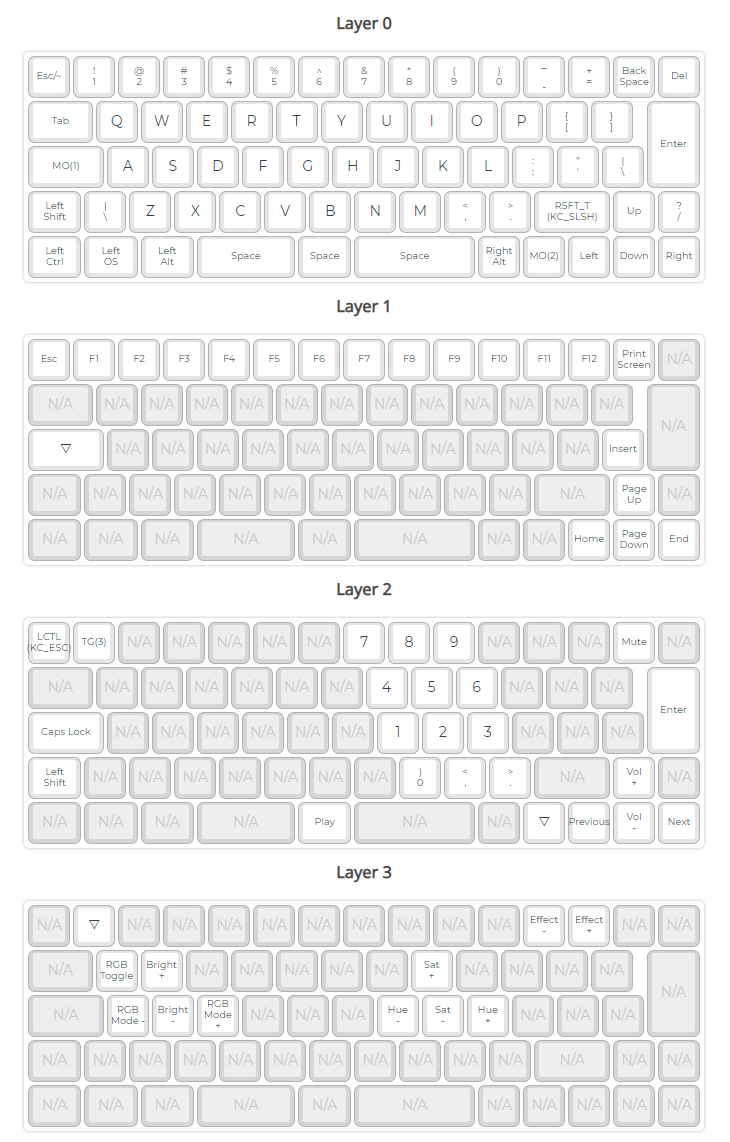 Layer 0
Esc/~ ! 1 @ 2 # 3 $ 4 % 5 ^ 6 & 7 * 8 ( 9 ) 0 _ - + = Back Space Del
Tab Q W E R T Y U I O P { [ } ] Enter
MO(1) A S D F G H J K L : ; " ' | \
Left Shift | \ Z X C V B N M < , > . RSFT_T (KC_SLSH) Up ? /
Left Ctrl Left OS Left Alt Space Space Space Right Alt MO(2) Left Down Right
Layer 1
Esc F1 F2 F3 F4 F5 F6 F7 F8 F9 F10 F11 F12 Print Screen N/A
N/A N/A N/A N/A N/A N/A N/A N/A N/A N/A N/A N/A N/A N/A
▽ N/A N/A N/A N/A N/A N/A N/A N/A N/A N/A N/A Insert
N/A N/A N/A N/A N/A N/A N/A N/A N/A N/A N/A N/A Page Up N/A
N/A N/A N/A N/A N/A N/A N/A N/A Home Page Down End
Layer 2
LCTL (KC_ESC) TG(3) N/A N/A N/A N/A N/A 7 8 9 N/A N/A N/A Mute N/A
N/A N/A N/A N/A N/A N/A N/A 4 5 6 N/A N/A N/A Enter
Caps Lock N/A N/A N/A N/A N/A N/A 1 2 3 N/A N/A N/A
Left Shift N/A N/A N/A N/A N/A N/A N/A ) 0 < , > . N/A Vol + N/A
N/A N/A N/A N/A Play N/A N/A ▽ Previous Vol - Next
Layer 3
N/A ▽ N/A N/A N/A N/A N/A N/A N/A N/A N/A Effect - Effect + N/A N/A
N/A RGB Toggle Bright + N/A N/A N/A N/A N/A Sat + N/A N/A N/A N/A N/A
N/A RGB Mode - Bright - RGB Mode + N/A N/A N/A Hue - Sat - Hue + N/A N/A N/A
N/A N/A N/A N/A N/A N/A N/A N/A N/A N/A N/A N/A N/A N/A
N/A N/A N/A N/A N/A N/A N/A N/A N/A N/A N/A